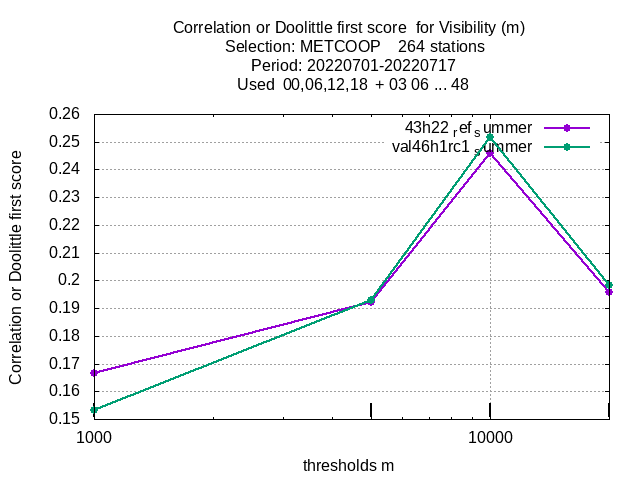 Correlation or Doolittle first score  for Visibility (m)
Selection: METCOOP    264 stations
Period: 20220701-20220717
Used  00,06,12,18  + 03 06 ... 48
Correlation or Doolittle first score
0.26
0.25
0.24
0.23
0.22
0.21
0.2
0.19
0.18
0.17
0.16
0.15
43h22 ref summer
val46h1rc1 summer
1000
10000
thresholds m